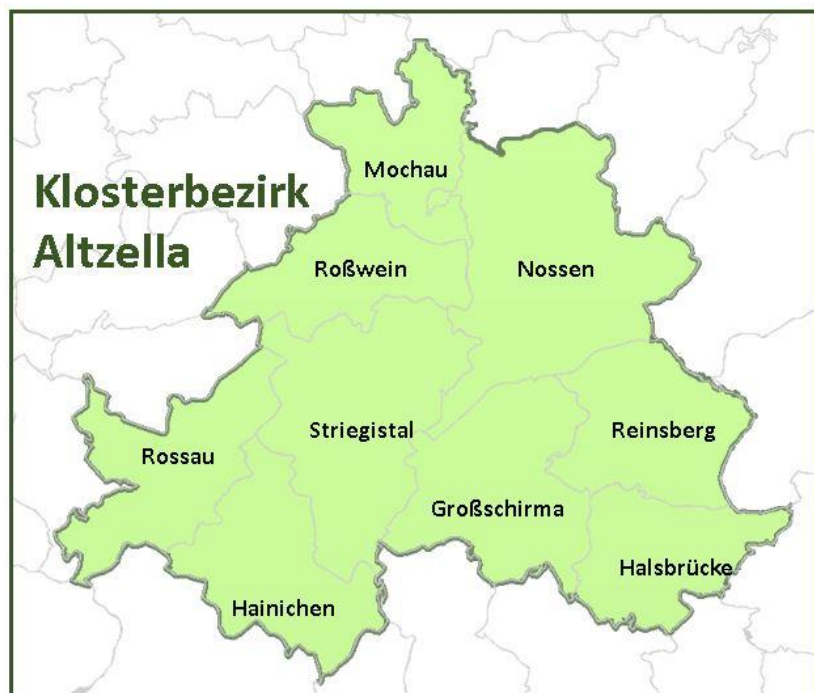 Klosterbezirk
Altzella
Mochau
Roßwein
Nossen
Striegistal
Reinsberg
Rossau
Großschirma
Halsbrücke
Hainichen